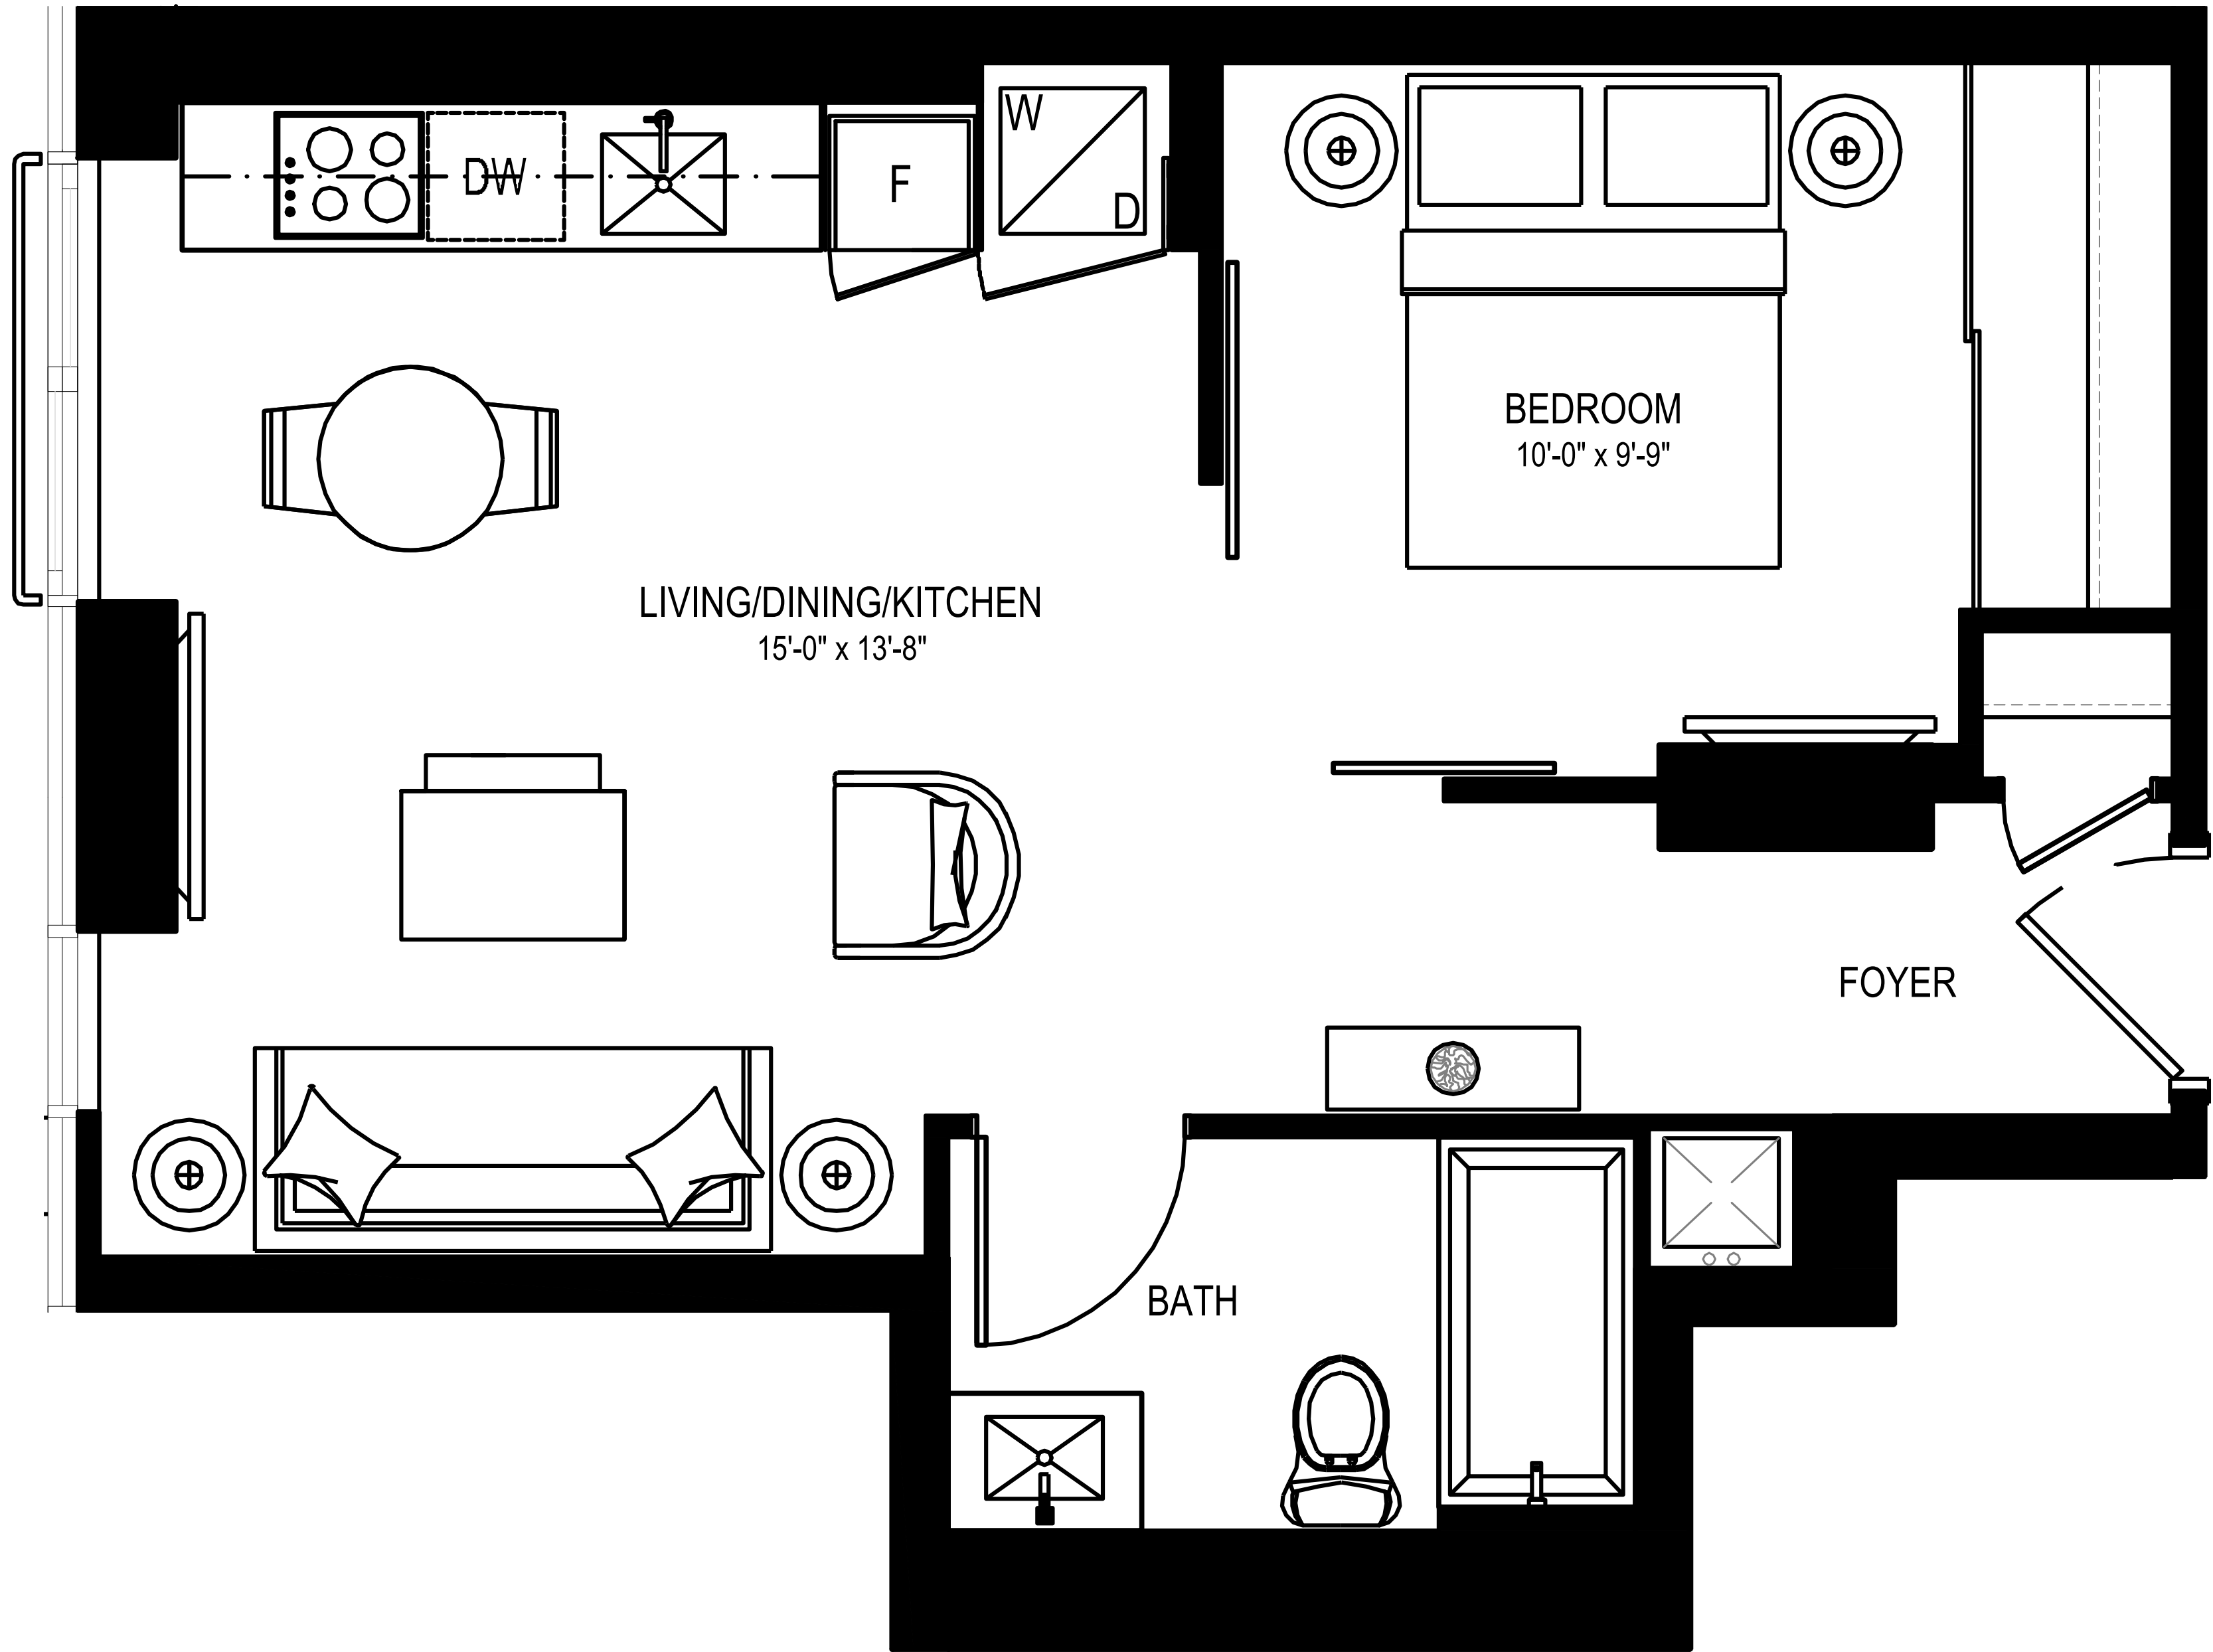 W
D
DW
F
BEDROOM
10'-0" x 9'-9"
LIVING/DINING/KITCHEN
15'-0" x 13'-8"
FOYER
BATH